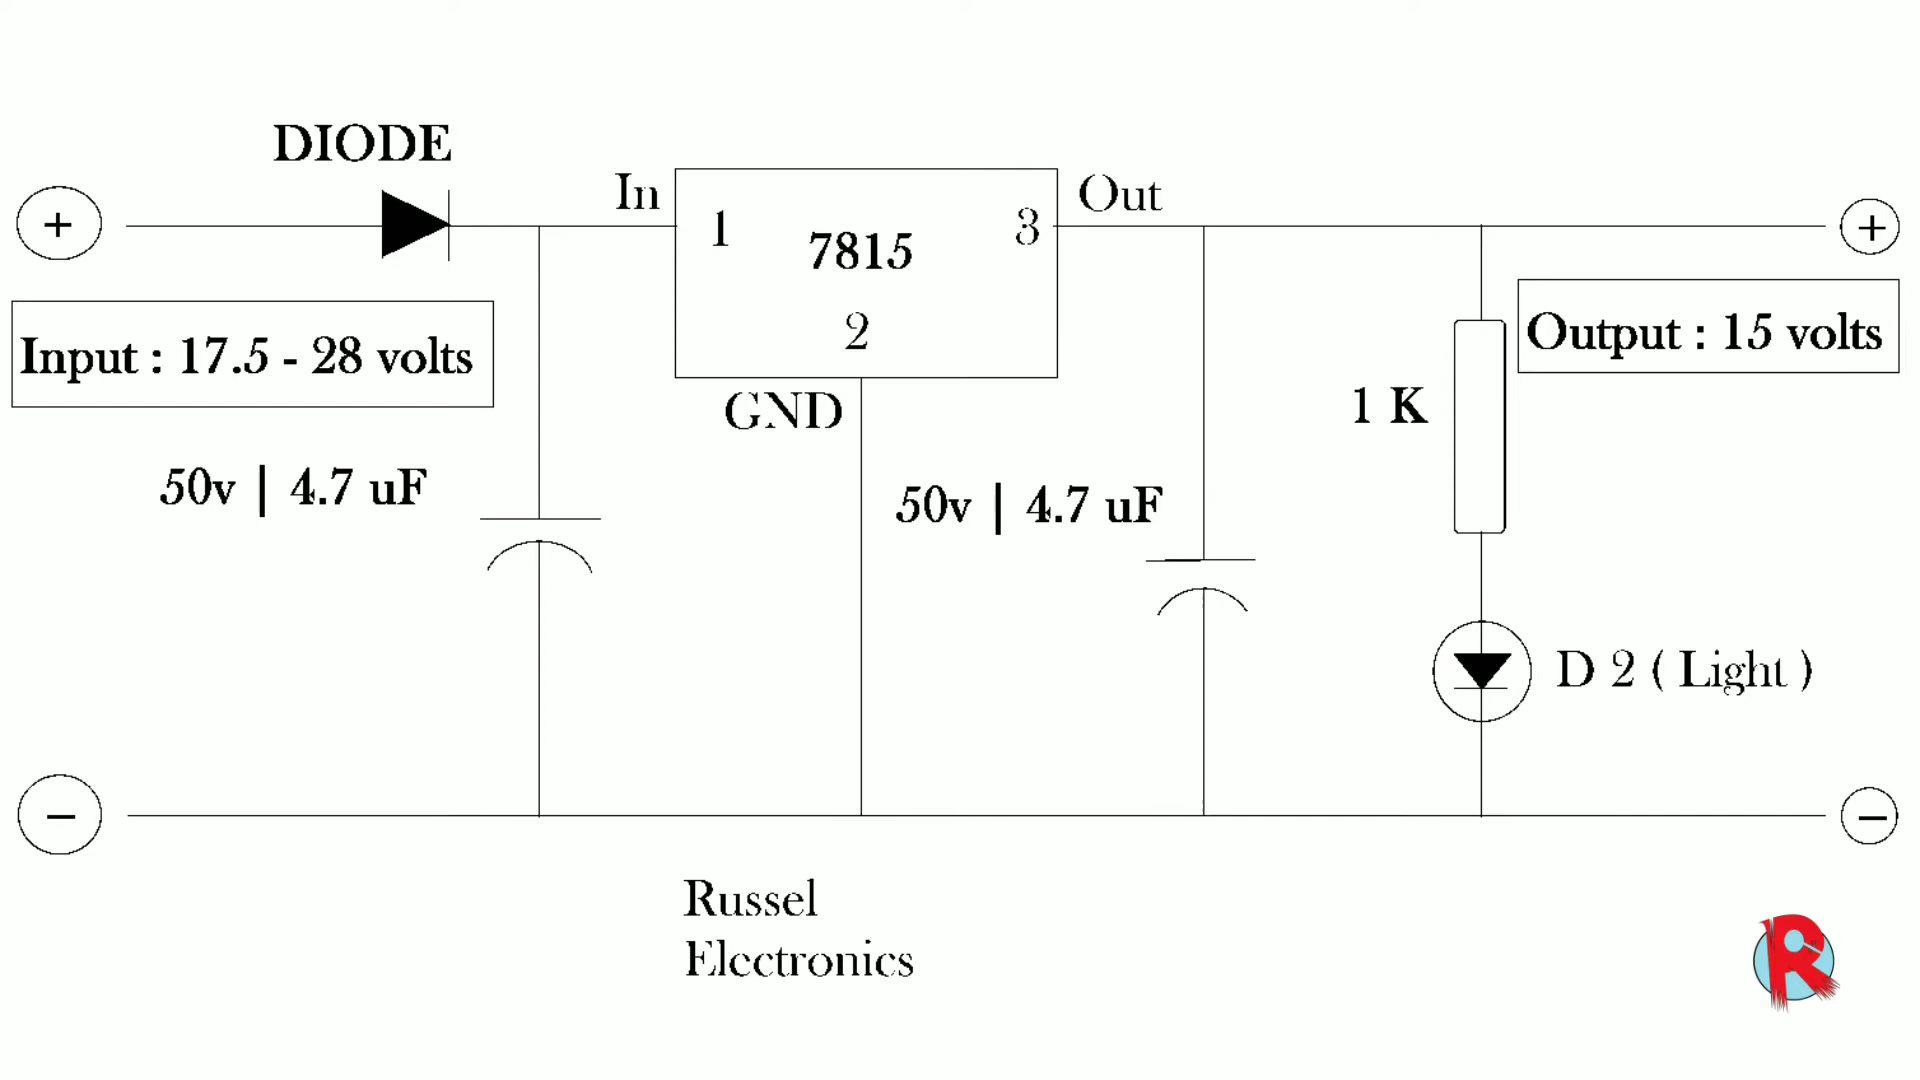 DIODE
+
In
1
7815
3
2
Out
+
Input : 17.5 - 28 volts
Output : 15 volts
GND
1 K
50v | 4.7 uF
50v | 4.7 uF
D 2 ( Light )
−
−
Russel
Electronics
R